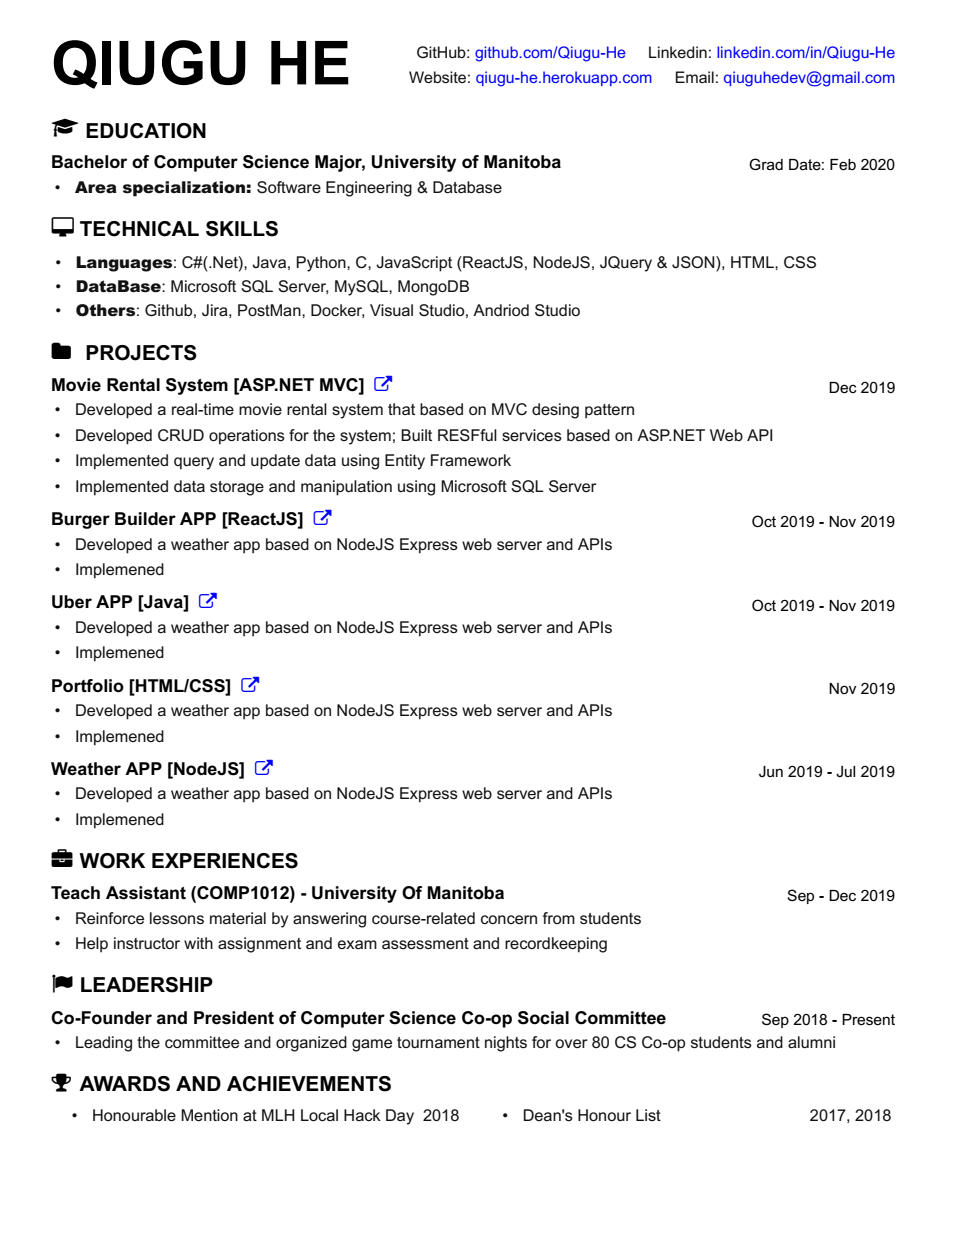 QIUGU HE
GitHub: github.com/Qiugu-He Linkedin: linkedin.com/in/Qiugu-He
Website: qiugu-he.herokuapp.com Email: qiuguhedev@gmail.com
EDUCATION
Bachelor of Computer Science Major, University of Manitoba Grad Date: Feb 2020
• Area specialization: Software Engineering & Database
TECHNICAL SKILLS
• Languages: C#(.Net), Java, Python, C, JavaScript (ReactJS, NodeJS, JQuery & JSON), HTML, CSS
• DataBase: Microsoft SQL Server, MySQL, MongoDB
• Others: Github, Jira, PostMan, Docker, Visual Studio, Andriod Studio
PROJECTS
Movie Rental System [ASP.NET MVC] Dec 2019
• Developed a real-time movie rental system that based on MVC desing pattern
• Developed CRUD operations for the system; Built RESFful services based on ASP.NET Web API
• Implemented query and update data using Entity Framework
• Implemented data storage and manipulation using Microsoft SQL Server
Burger Builder APP [ReactJS] Oct 2019 - Nov 2019
• Developed a weather app based on NodeJS Express web server and APIs
• Implemened
Uber APP [Java] Oct 2019 - Nov 2019
• Developed a weather app based on NodeJS Express web server and APIs
• Implemened
Portfolio [HTML/CSS] Nov 2019
• Developed a weather app based on NodeJS Express web server and APIs
• Implemened
Weather APP [NodeJS] Jun 2019 - Jul 2019
• Developed a weather app based on NodeJS Express web server and APIs
• Implemened
WORK EXPERIENCES
Teach Assistant (COMP1012) - University Of Manitoba Sep - Dec 2019
• Reinforce lessons material by answering course-related concern from students
• Help instructor with assignment and exam assessment and recordkeeping
LEADERSHIP
Co-Founder and President of Computer Science Co-op Social Committee Sep 2018 - Present
• Leading the committee and organized game tournament nights for over 80 CS Co-op students and alumni
AWARDS AND ACHIEVEMENTS
• Honourable Mention at MLH Local Hack Day 2018 • Dean's Honour List 2017, 2018